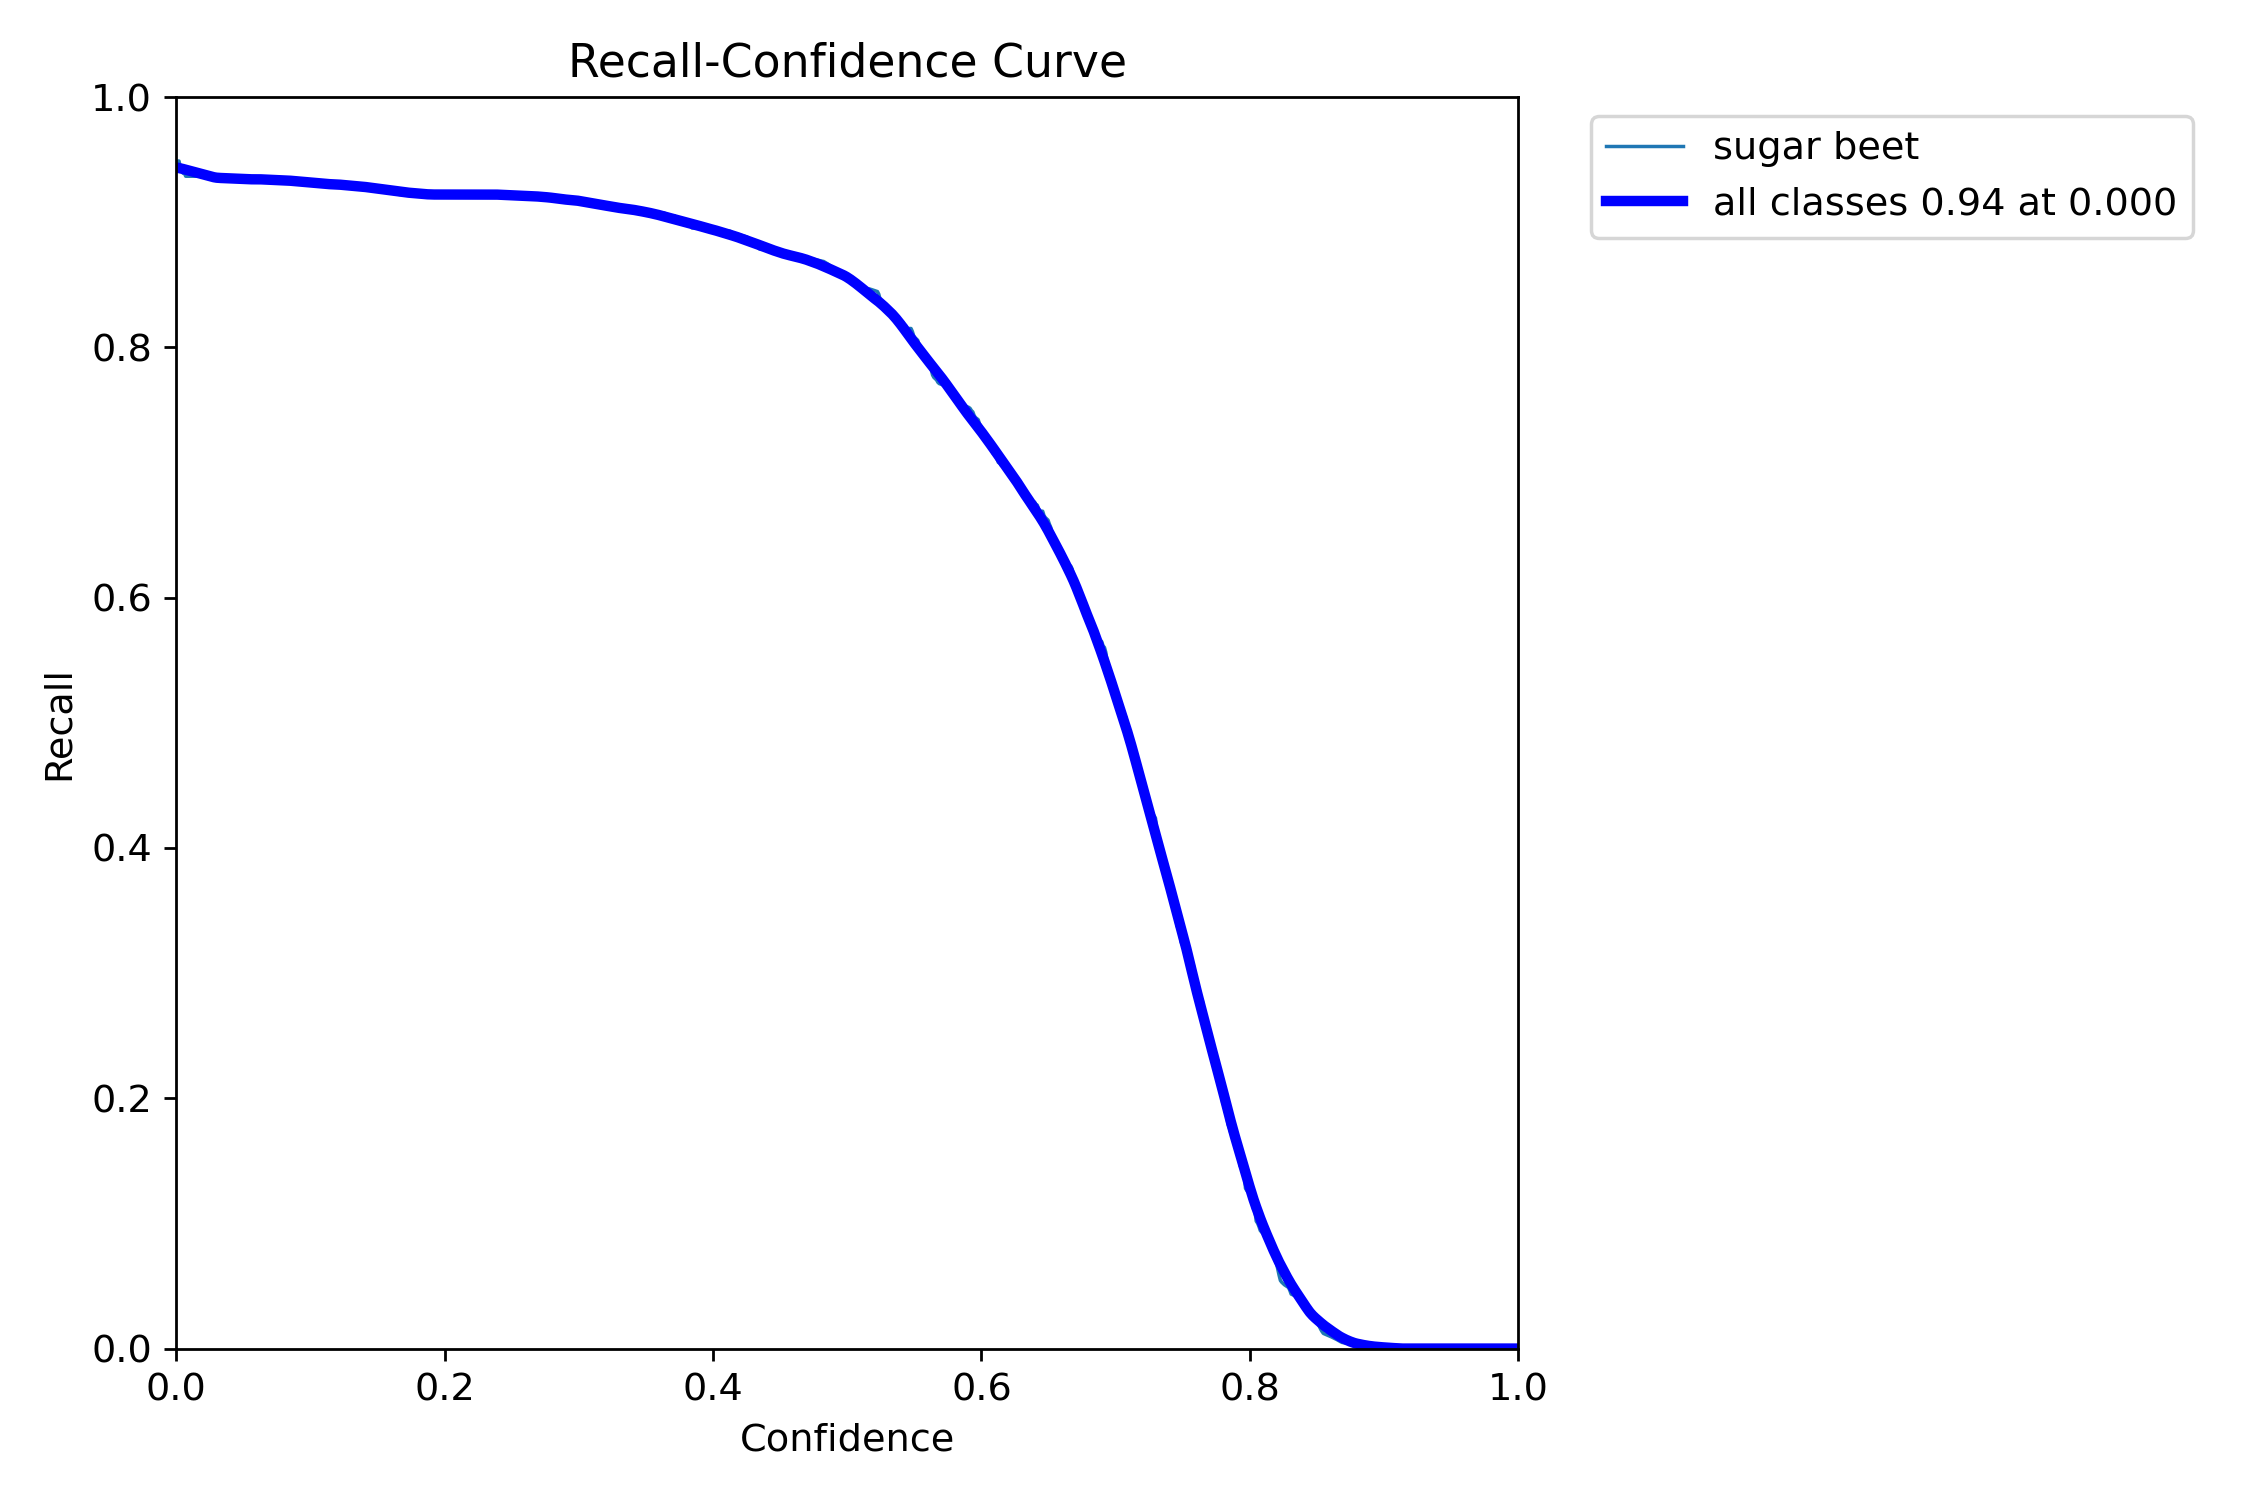 Recall-Confidence Curve
1.0
0.8
0.6
0.4
0.2
0.0
Recall
0.0 0.2 0.4 0.6 0.8 1.0
Confidence
sugar beet
all classes 0.94 at 0.000